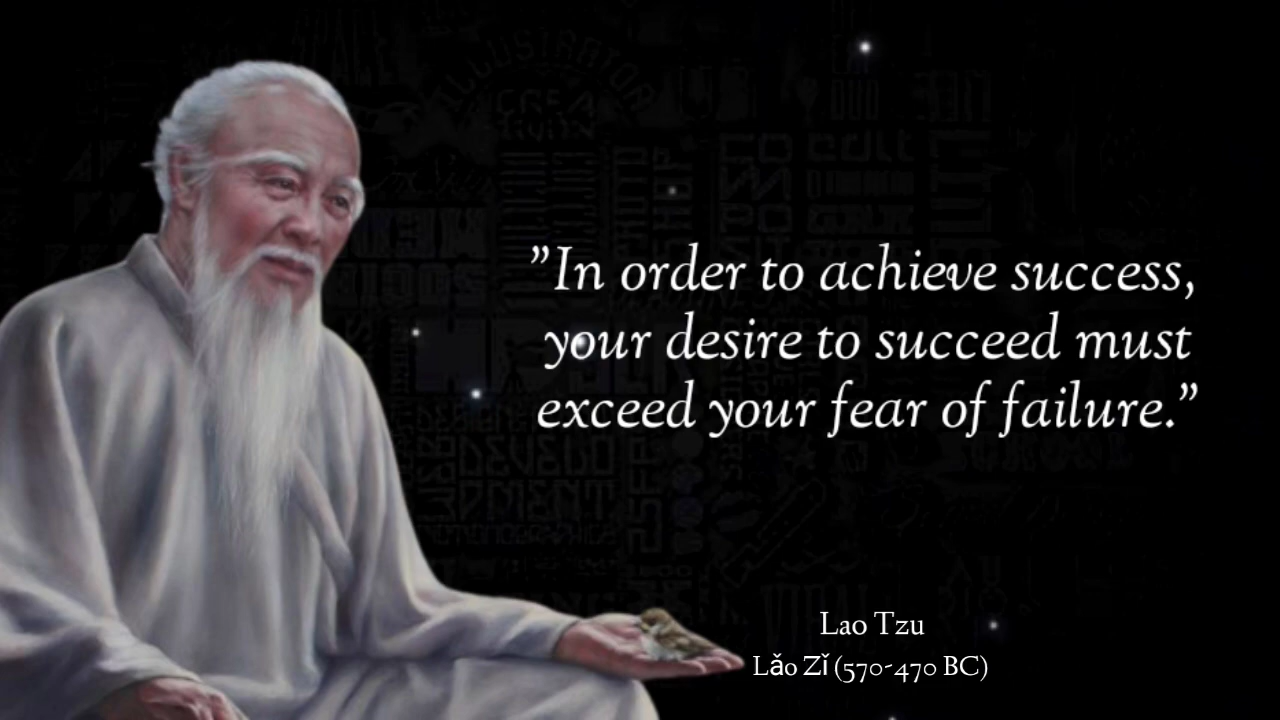 ”In order to achieve success,
your desire to succeed must
exceed your fear of failure.”
Lao Tzu
Lǎo Zǐ (570-470 BC)